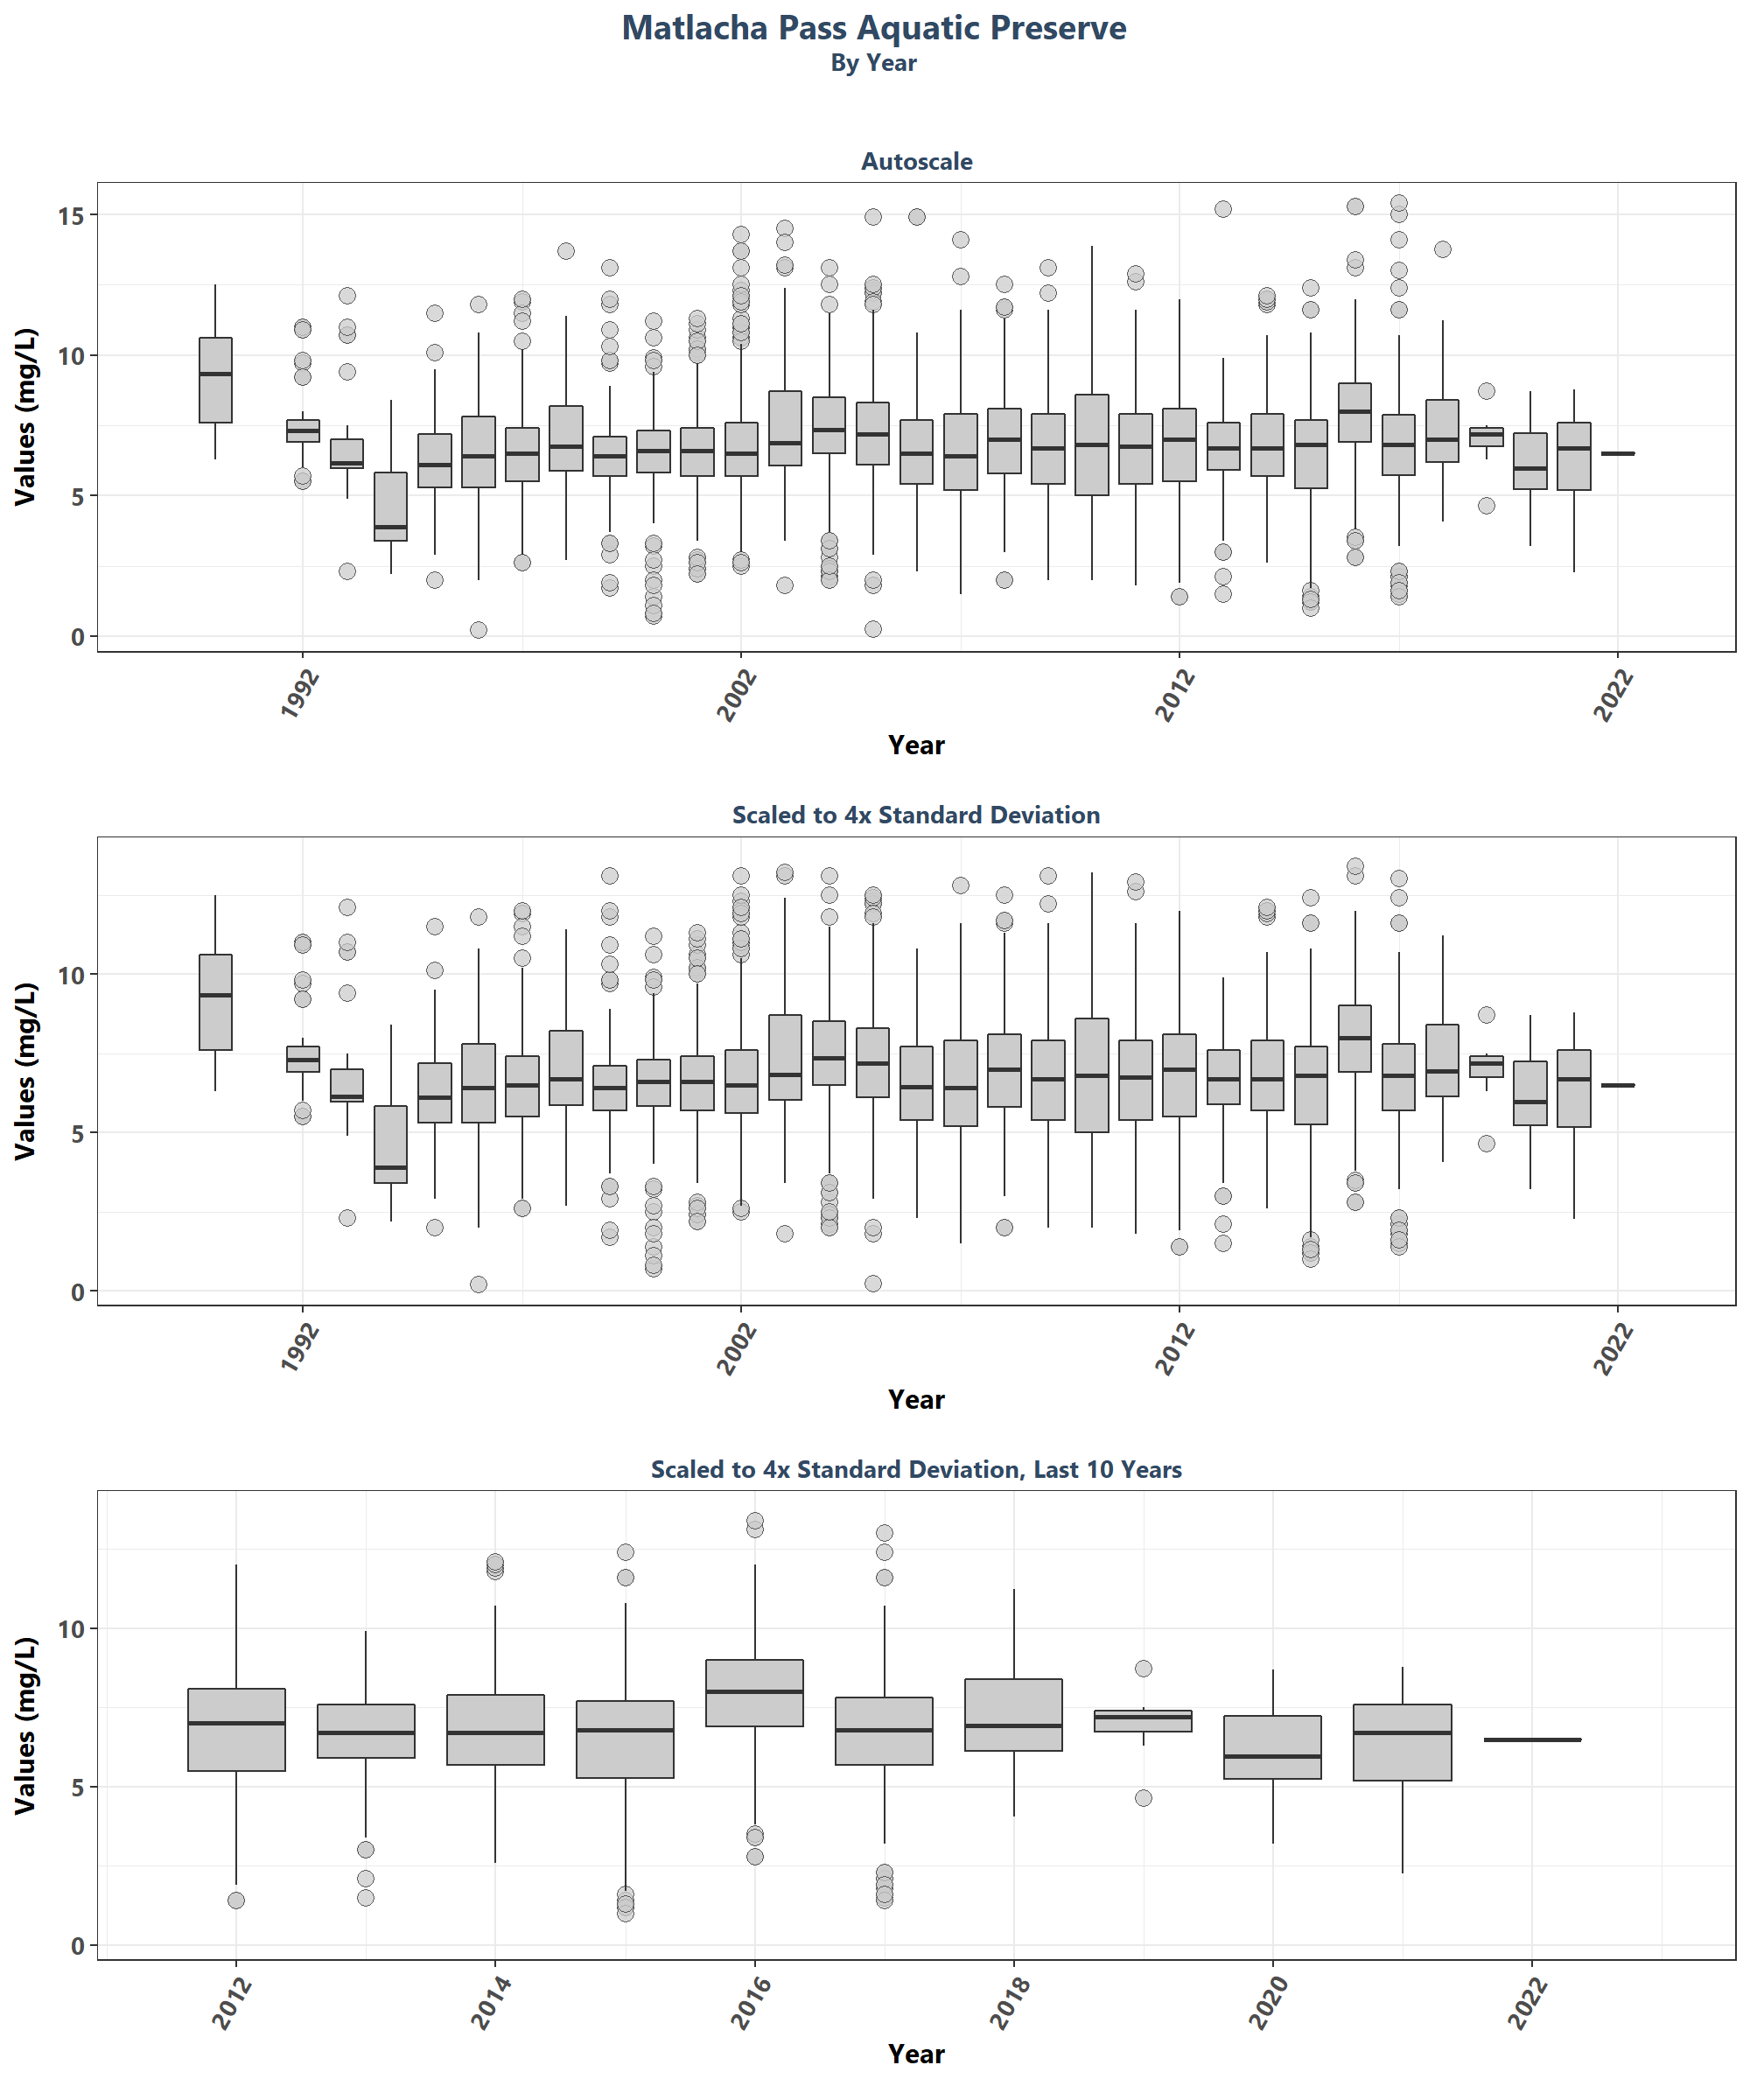 Matlacha Pass Aquatic Preserve
By Year
Autoscale
Values (mg/L)
15
10
5
0
1992
2002
2012
2022
Year
Scaled to 4x Standard Deviation
Values (mg/L)
10
5
0
1992
2002
2012
2022
Year
Scaled to 4x Standard Deviation, Last 10 Years
Values (mg/L)
10
5
0
2012
2014
2016
2018
2020
2022
Year